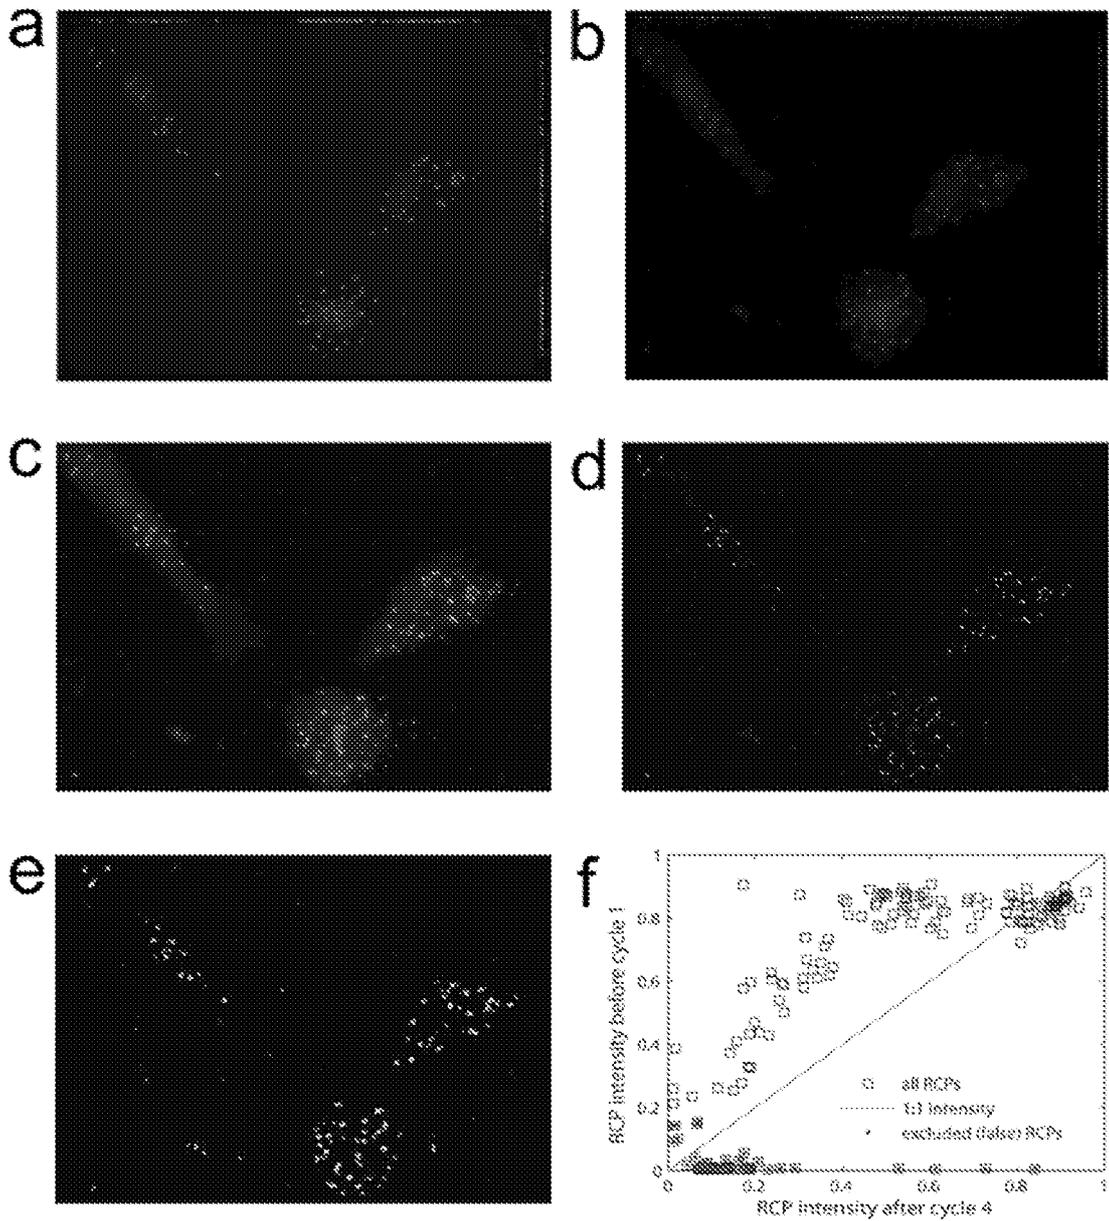 a
b
c
d
e
f
1
0.8
0.6
0.4
0.2
0
RCP intensity before cycle 1
all RCPs
1:1 intensity
excluded (false) RCPs
0 0.2 0.4 0.6 0.8 1
RCP intensity after cycle 4